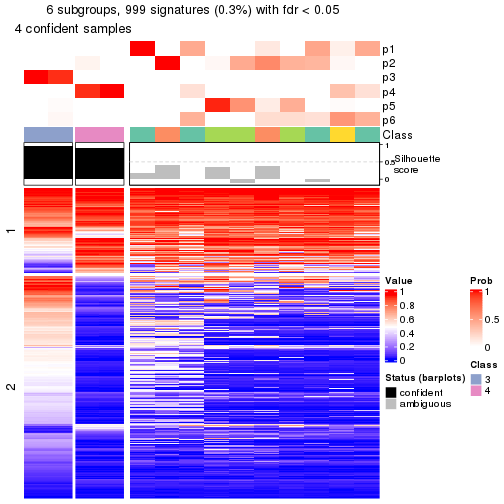 6 subgroups, 999 signatures (0.3%) with fdr < 0.05
4 confident samples
p1
p2
p3
p4
p5
p6
Class
1
0.5
0
Silhouette
score
1
2
Value
1
0.8
0.6
0.4
0.2
0
Prob
1
0.5
0
Class
3
4
Status (barplots)
confident
ambiguous